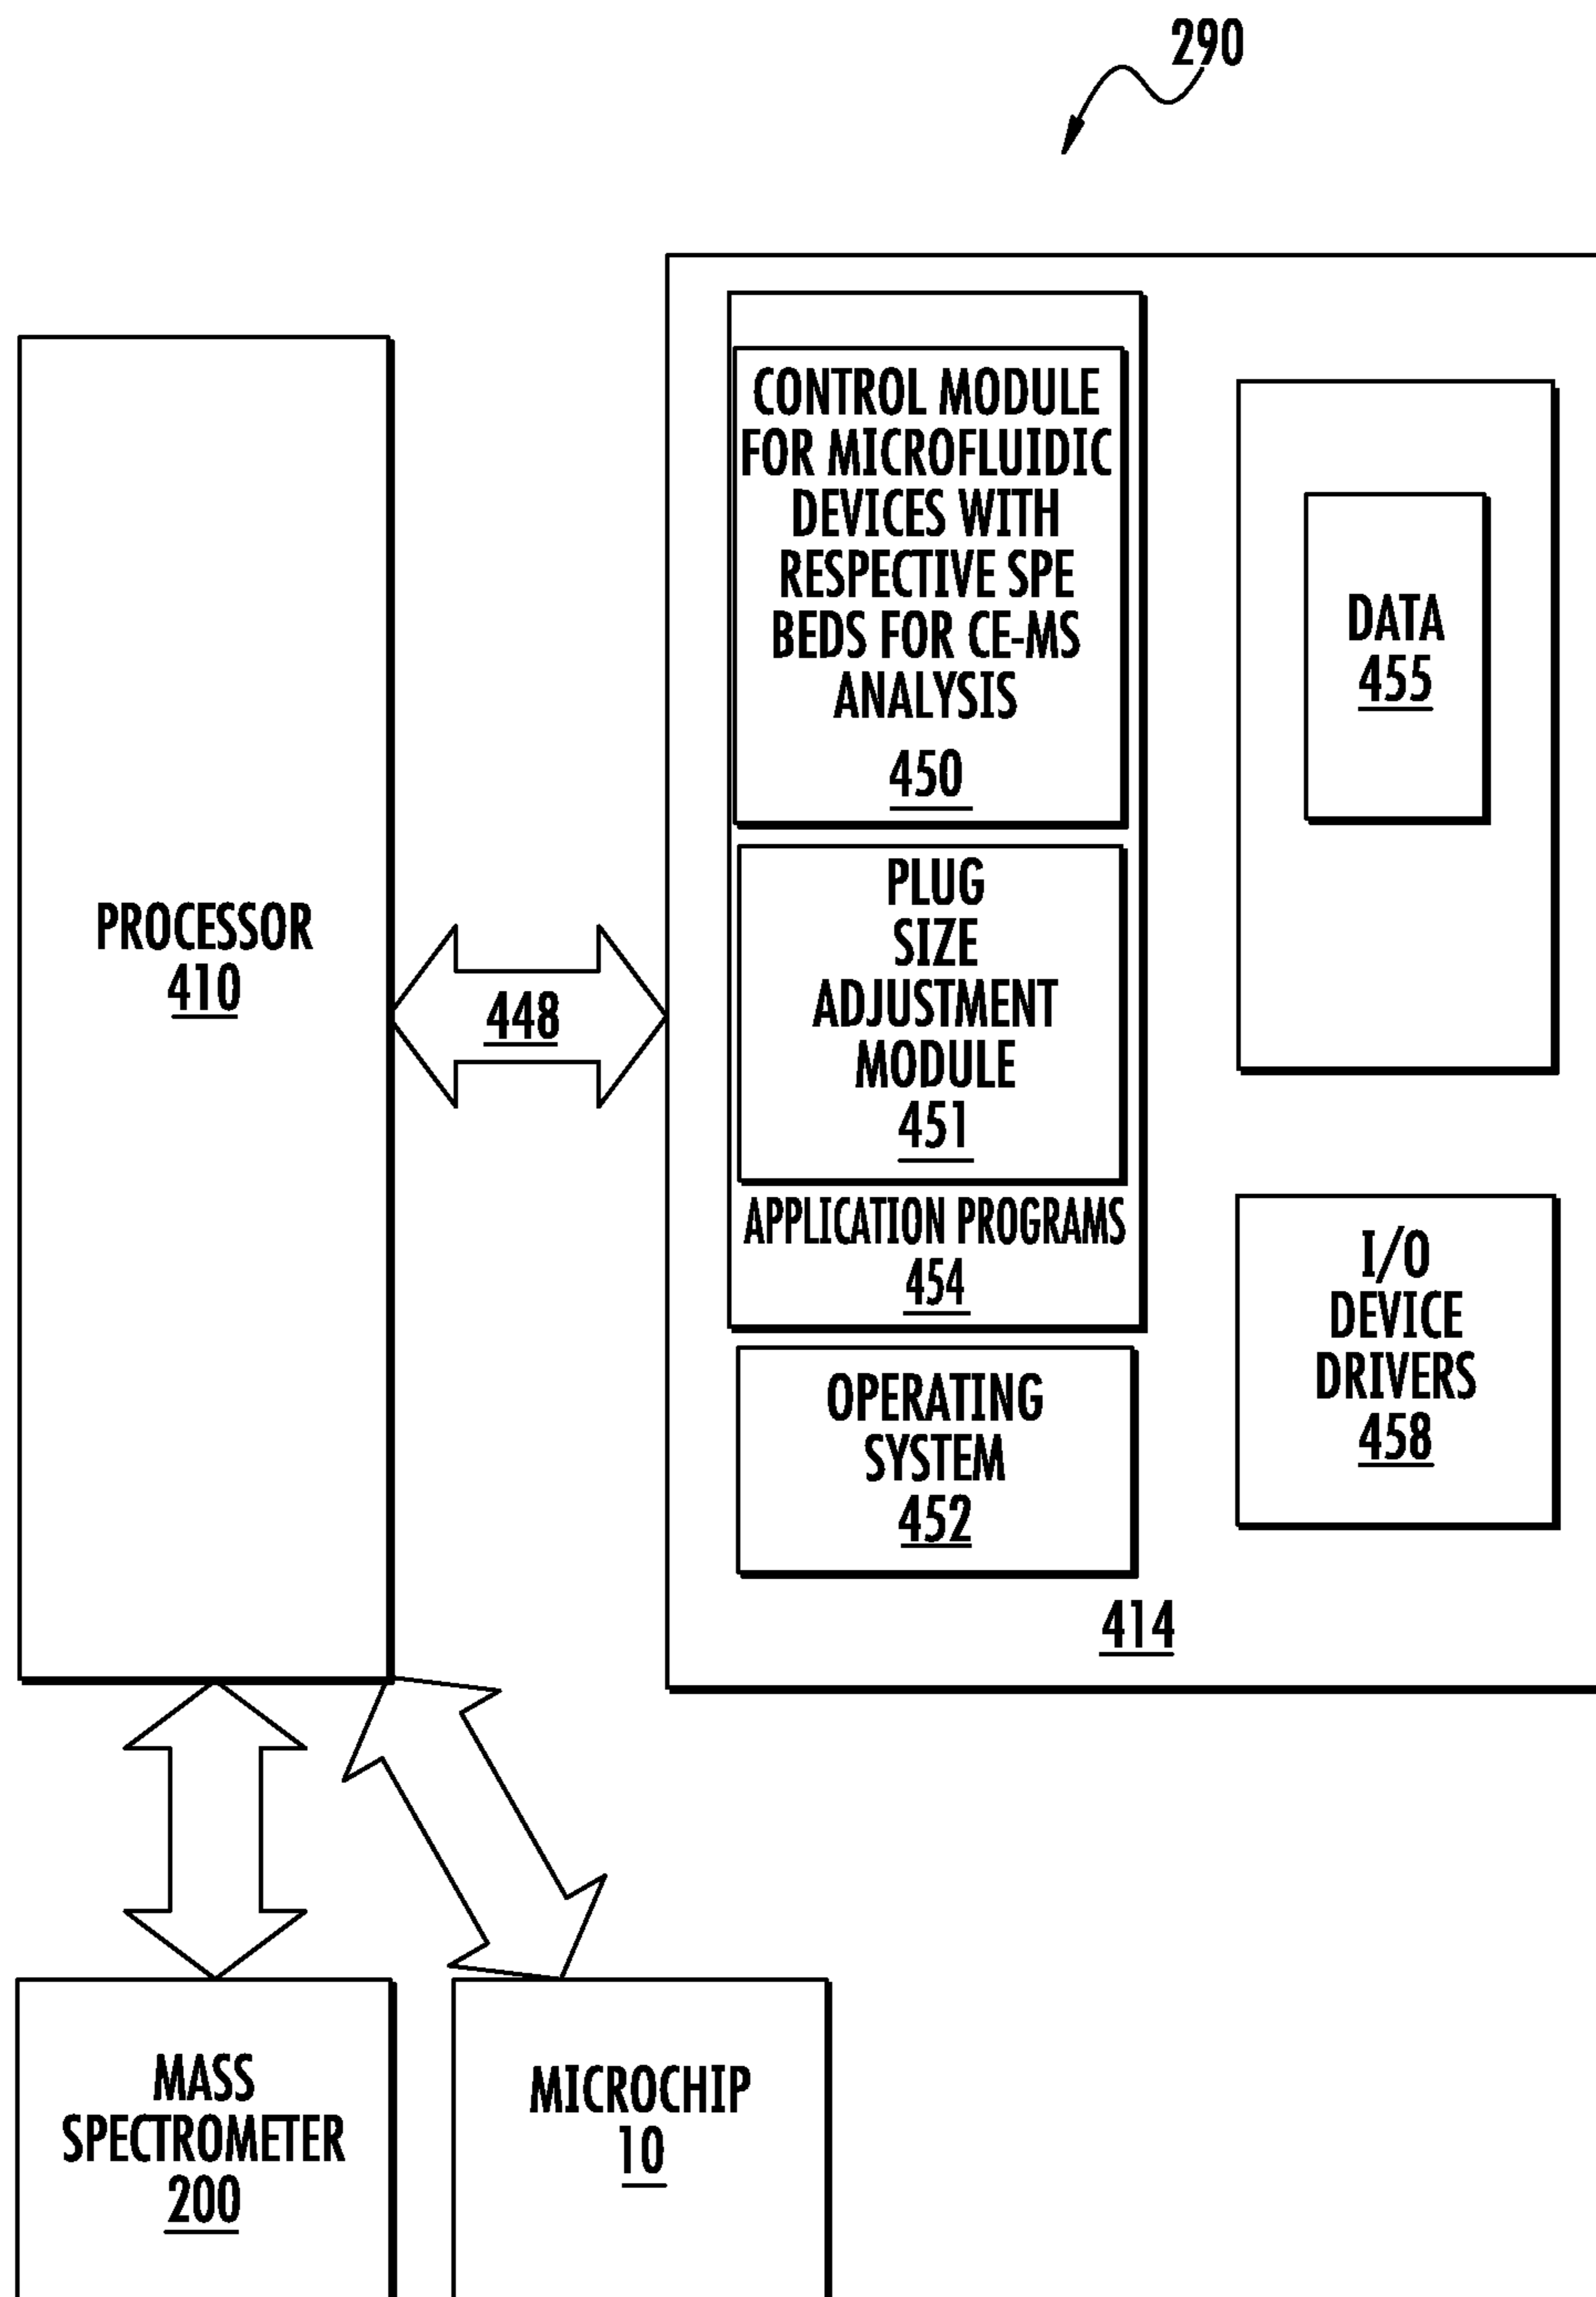 290
CONTROL MODULE
FOR MICROFLUIDIC
DEVICES WITH
RESPECTIVE SPE
BEDS FOR CE-MS
ANALYSIS
450
PLUG
SIZE
ADJUSTMENT
MODULE
451
APPLICATION PROGRAMS
454
OPERATING
SYSTEM
452
DATA
455
I/O
DEVICE
DRIVERS
458
414
PROCESSOR
410
448
MASS
SPECTROMETER
200
MICROCHIP
10